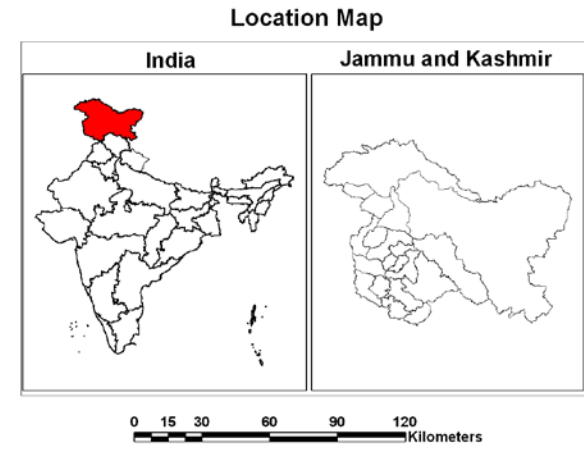 Location Map
India
Jammu and Kashmir
0 15 30 60 90 120
Kilometers